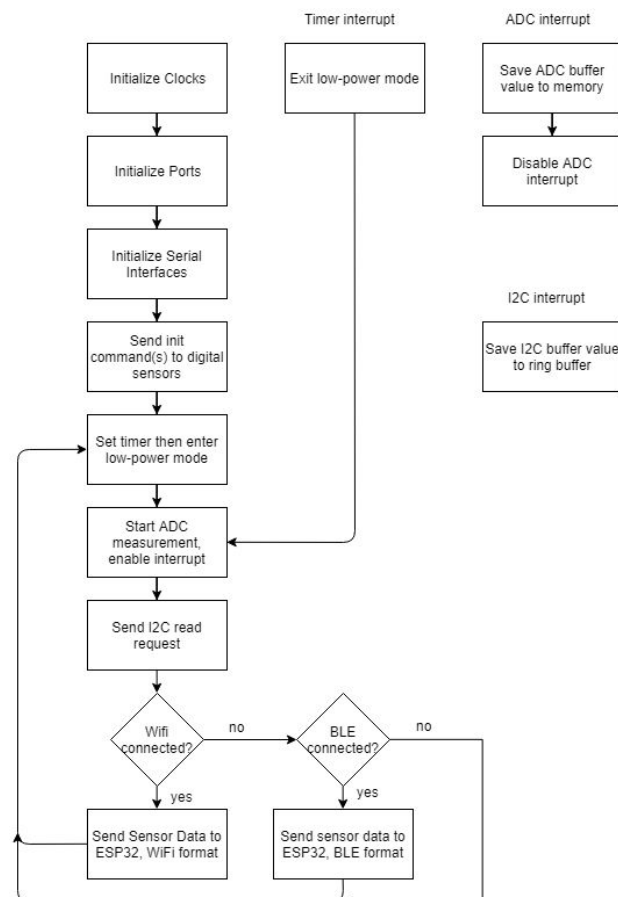 Timer interrupt
ADC interrupt
Initialize Clocks
Exit low-power mode
Save ADC buffer
value to memory
Initialize Ports
Disable ADC
interrupt
Initialize Serial
Interfaces
I2C interrupt
Send init
command(s) to digital
sensors
Save I2C buffer value
to ring buffer
Set timer then enter
low-power mode
Start ADC
measurement,
enable interrupt
Send I2C read
request
Wifi
connected?
no
BLE
connected?
no
yes
yes
Send Sensor Data to
ESP32, WiFi format
Send sensor data to
ESP32, BLE format